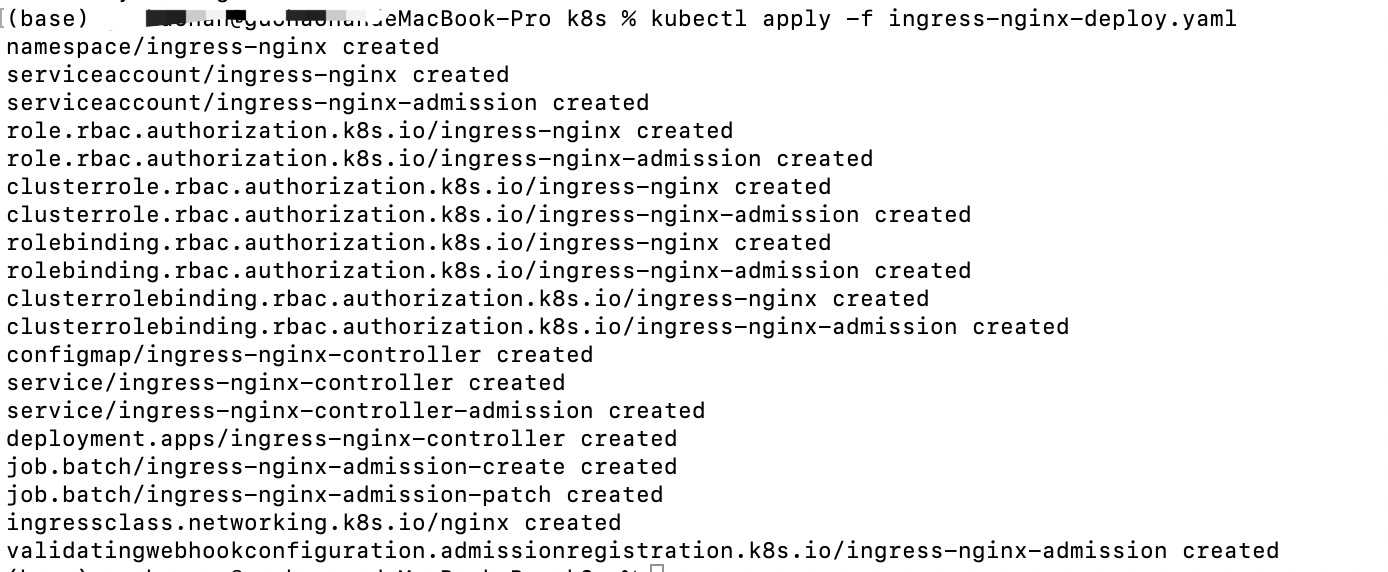 (base) MacBook-Pro k8s % kubectl apply -f ingress-nginx-deploy.yaml
namespace/ingress-nginx created
serviceaccount/ingress-nginx created
serviceaccount/ingress-nginx-admission created
role.rbac.authorization.k8s.io/ingress-nginx created
role.rbac.authorization.k8s.io/ingress-nginx-admission created
clusterrole.rbac.authorization.k8s.io/ingress-nginx created
clusterrole.rbac.authorization.k8s.io/ingress-nginx-admission created
rolebinding.rbac.authorization.k8s.io/ingress-nginx created
rolebinding.rbac.authorization.k8s.io/ingress-nginx-admission created
clusterrolebinding.rbac.authorization.k8s.io/ingress-nginx created
clusterrolebinding.rbac.authorization.k8s.io/ingress-nginx-admission created
configmap/ingress-nginx-controller created
service/ingress-nginx-controller created
service/ingress-nginx-controller-admission created
deployment.apps/ingress-nginx-controller created
job.batch/ingress-nginx-admission-create created
job.batch/ingress-nginx-admission-patch created
ingressclass.networking.k8s.io/nginx created
validatingwebhookconfiguration.admissionregistration.k8s.io/ingress-nginx-admission created